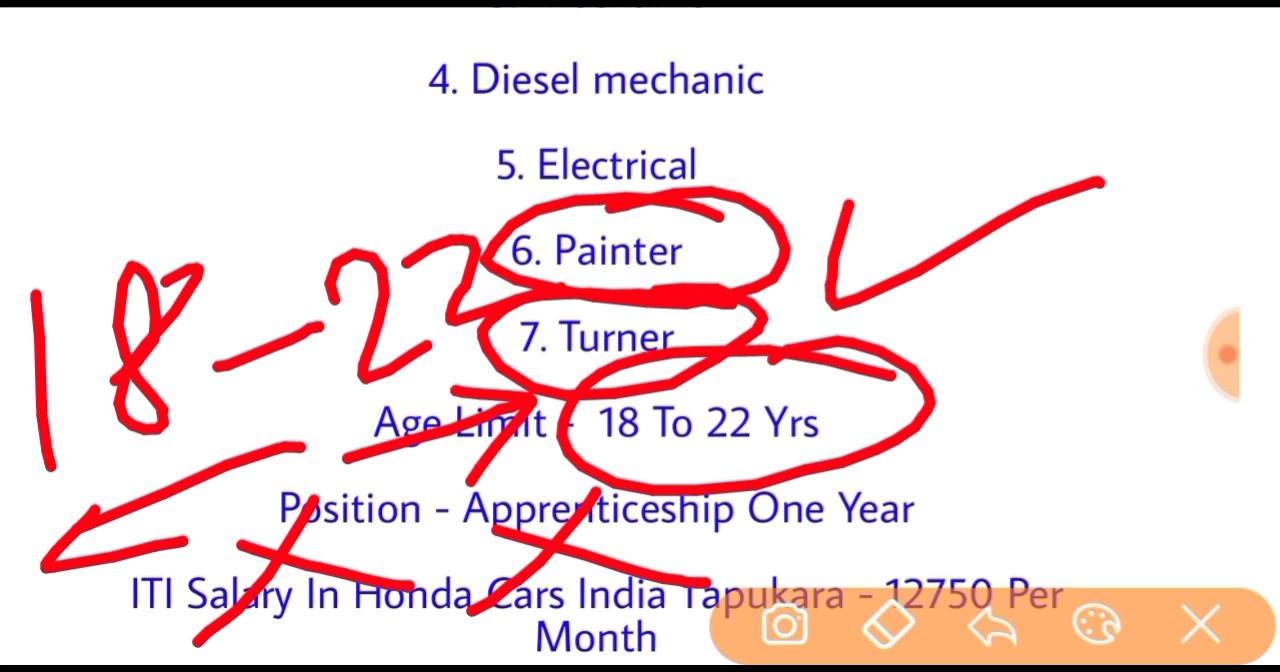 4. Diesel mechanic
5. Electrical
6. Painter
18-22
7. Turner
Age Limit - 18 To 22 Yrs
Position - Apprenticeship One Year
ITI Salary In Honda Cars India Tapukara - 12750 Per
Month